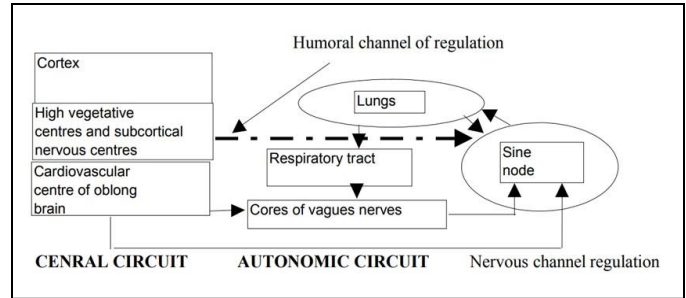 Humoral channel of regulation
Cortex
High vegetative
centres and subcortical
nervous centres
Cardiovascular
centre of oblong
brain
Lungs
Respiratory tract
Cores of vagues nerves
Sine
node
CENRAL CIRCUIT
AUTONOMIC CIRCUIT
Nervous channel regulation